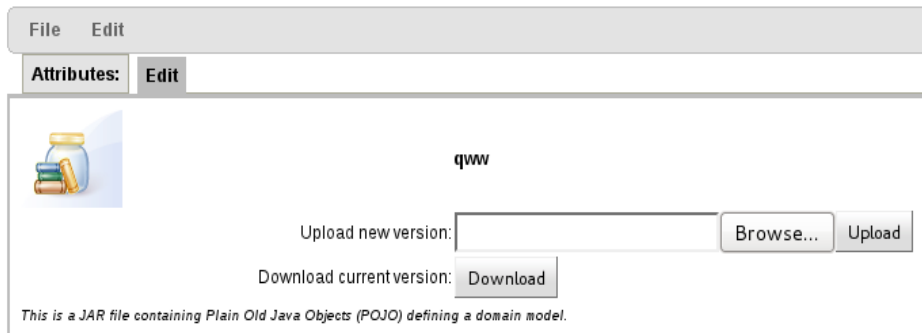 File Edit
Attributes: Edit
qww
Upload new version: Browse... Upload
Download current version: Download
This is a JAR file containing Plain Old Java Objects (POJO) defining a domain model.